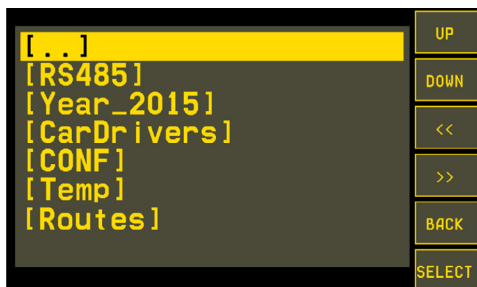 [..]
[RS485]
[Year_2015]
[CarDrivers]
[CONF]
[Temp]
[Routes]
UP
DOWN
<<
>>
BACK
SELECT